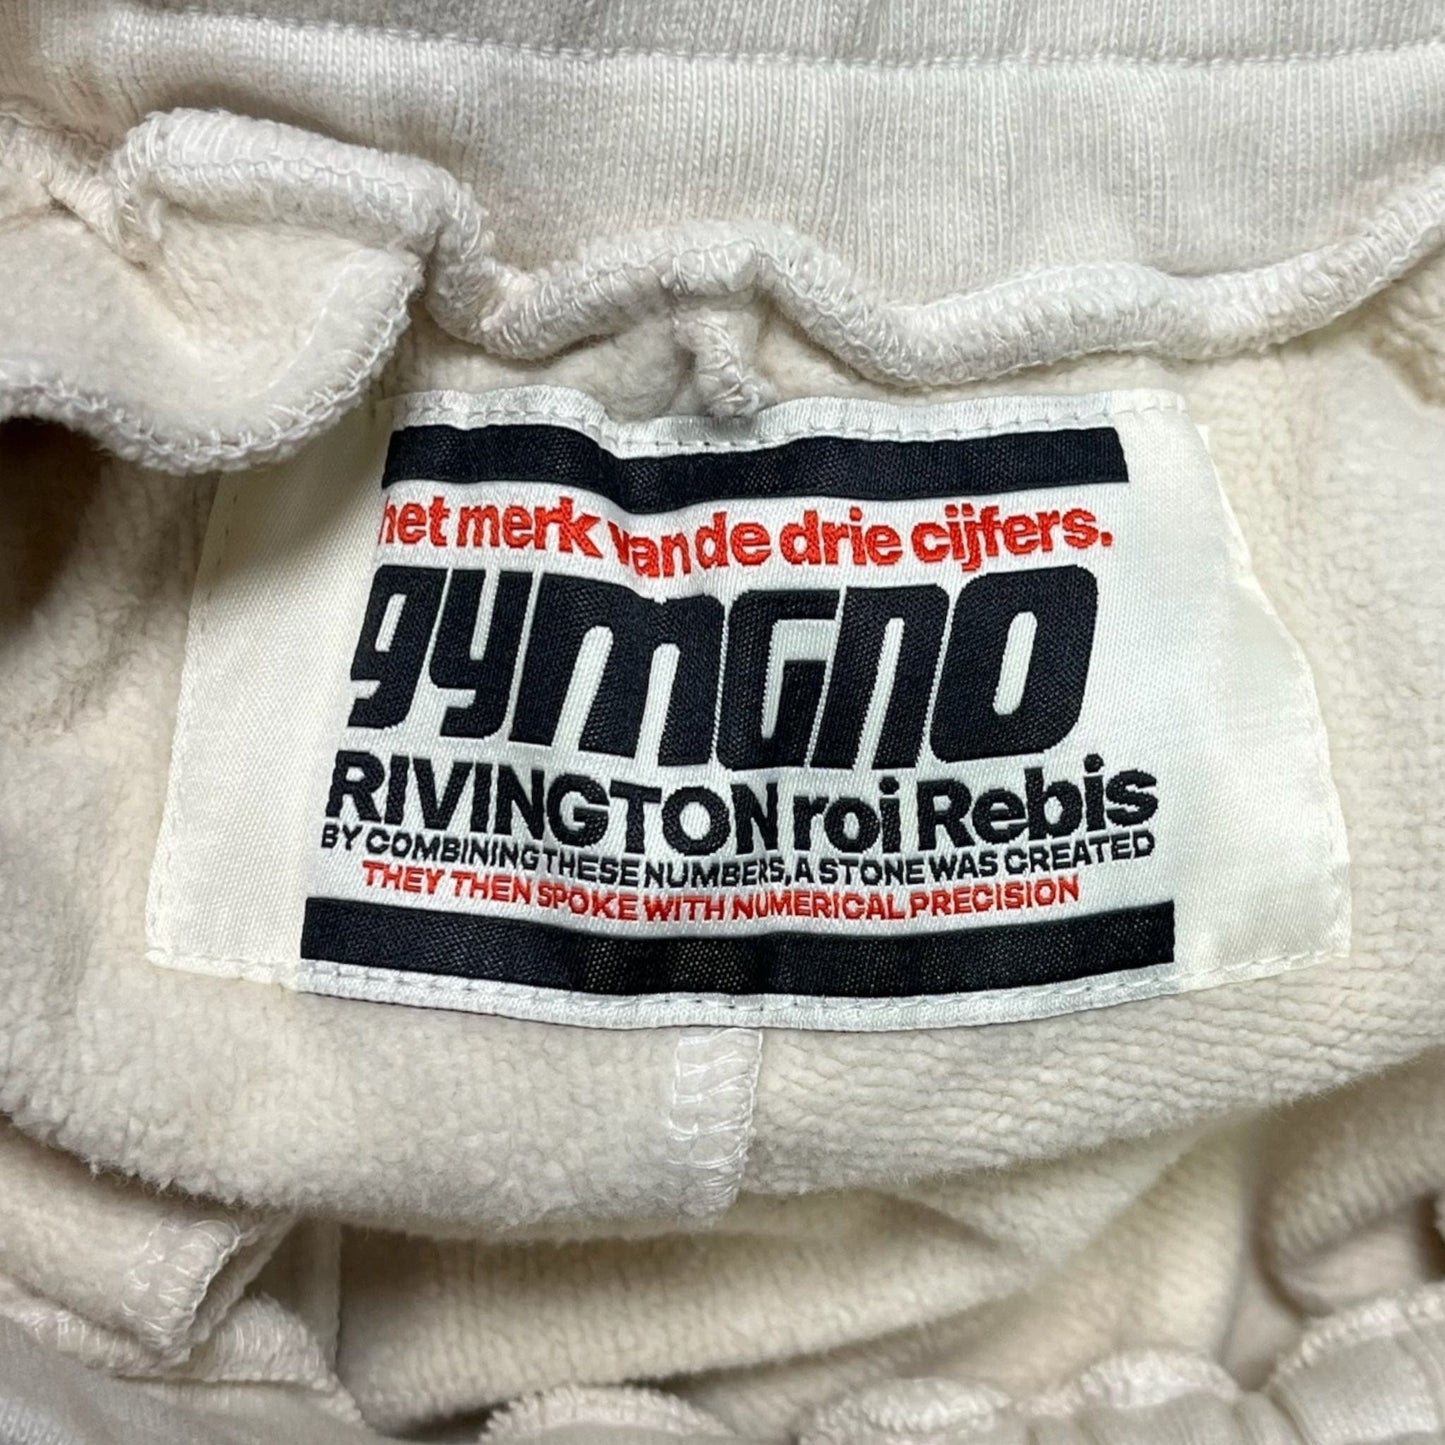 het merk van de drie cijfers.
gymgno
RIVINGTON roi Rebis
BY COMBINING THESE NUMBERS, A STONE WAS CREATED
THEY THEN SPOKE WITH NUMERICAL PRECISION